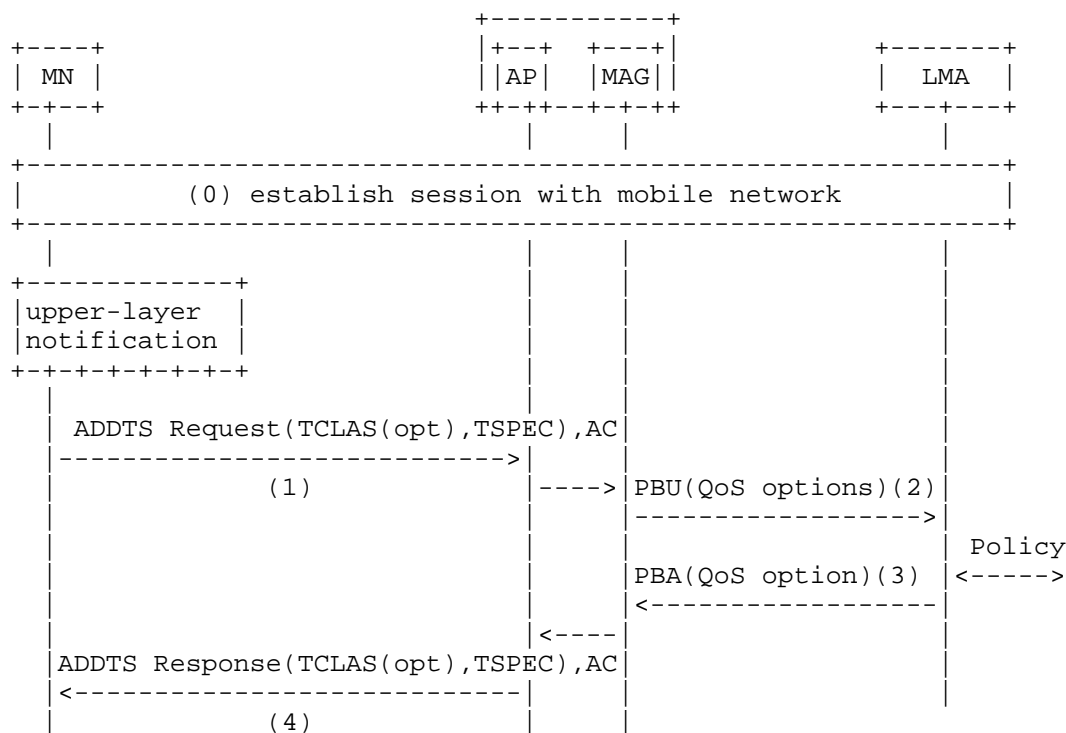 MN AP MAG LMA
(0) establish session with mobile network
upper-layer
notification
ADDTS Request(TCLAS(opt),TSPEC),AC
(1) PBU(QoS options)(2)
Policy
PBA(QoS option)(3)
ADDTS Response(TCLAS(opt),TSPEC),AC
(4)